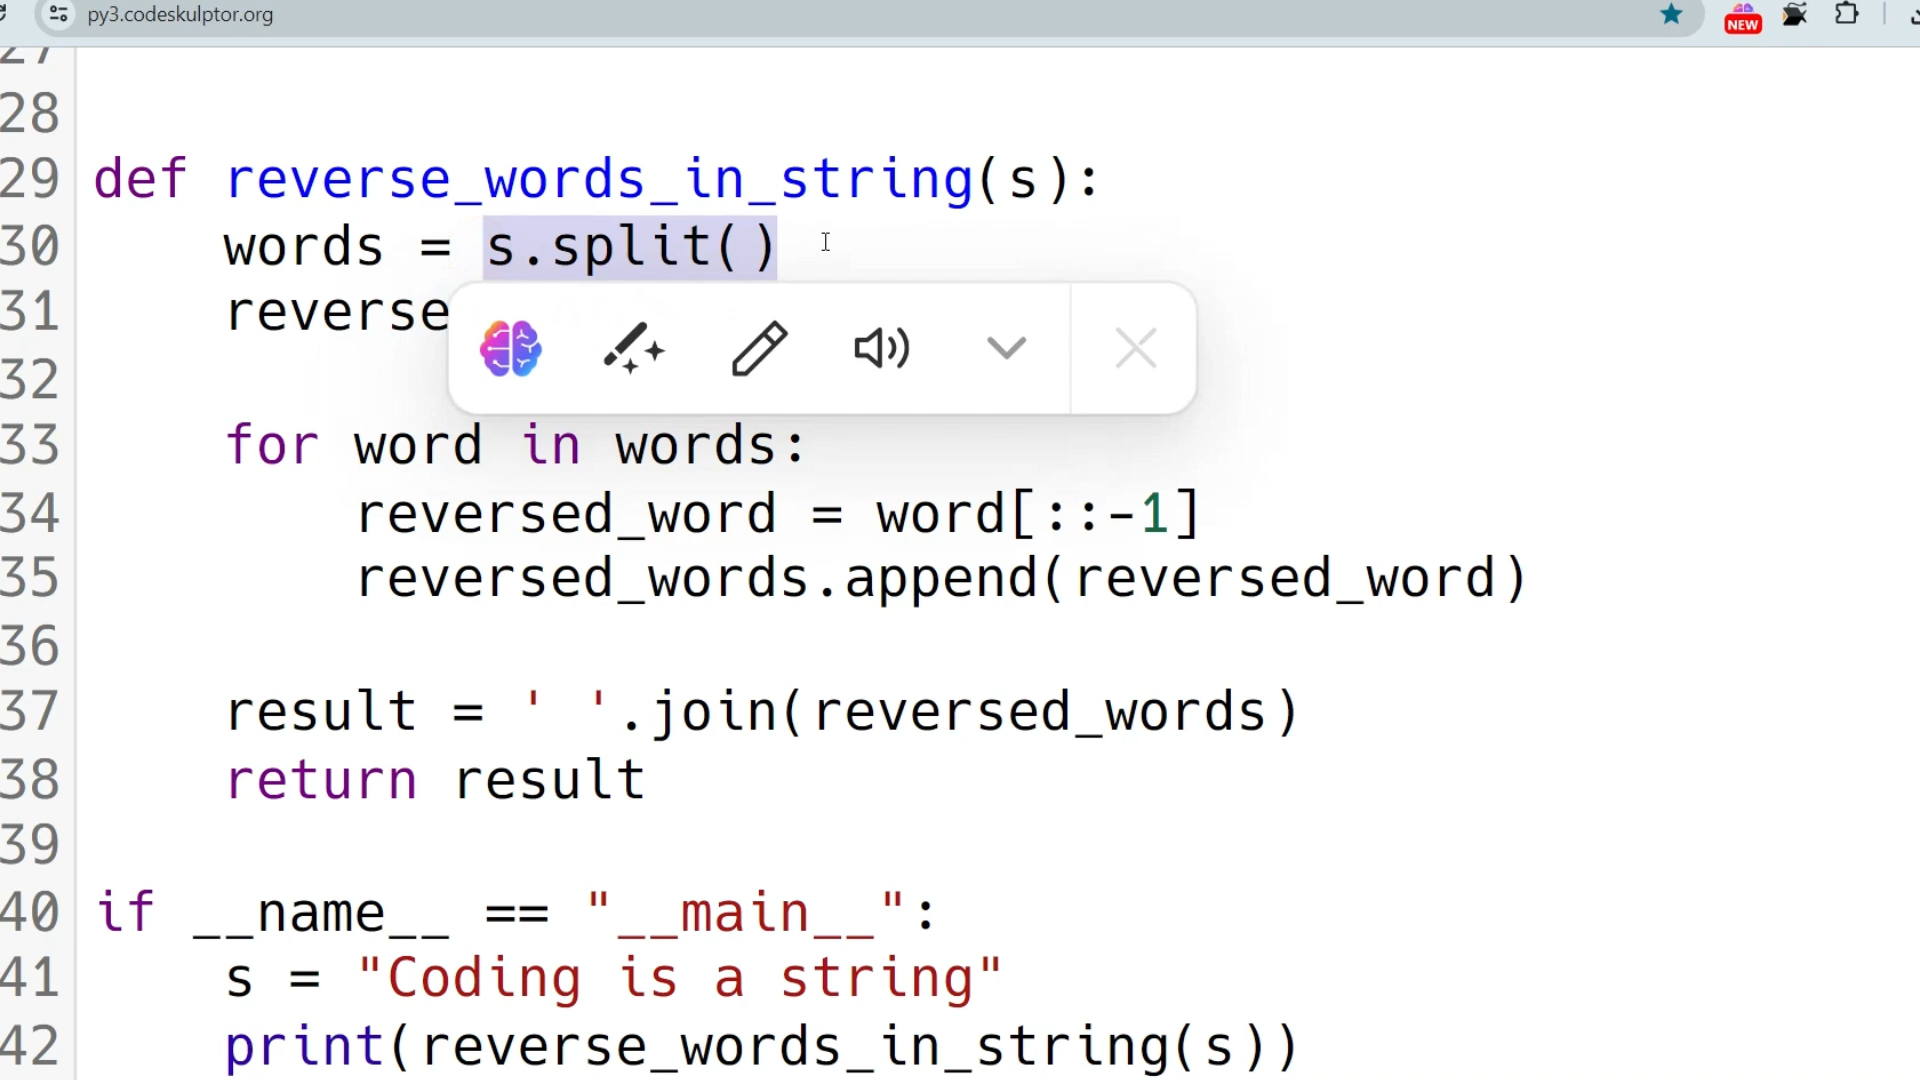 py3.codeskulptor.org
NEW
27
28
29 def reverse_words_in_string(s):
30     words = s.split()
31     reverse
32
33     for word in words:
34         reversed_word = word[::-1]
35         reversed_words.append(reversed_word)
36
37     result = ' '.join(reversed_words)
38     return result
39
40 if __name__ == "__main__":
41     s = "Coding is a string"
42     print(reverse_words_in_string(s))